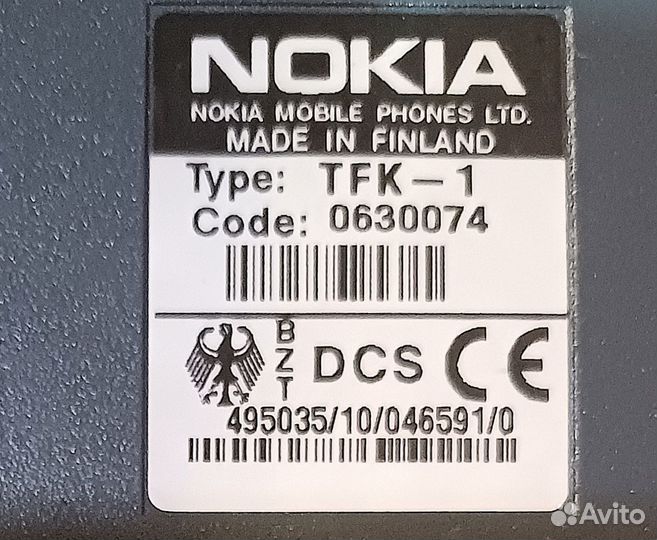 NOKIA
NOKIA MOBILE PHONES LTD.
MADE IN FINLAND
Type: TFK-1
Code: 0630074
BZT DCS CE
495035/10/046591/0
Avito